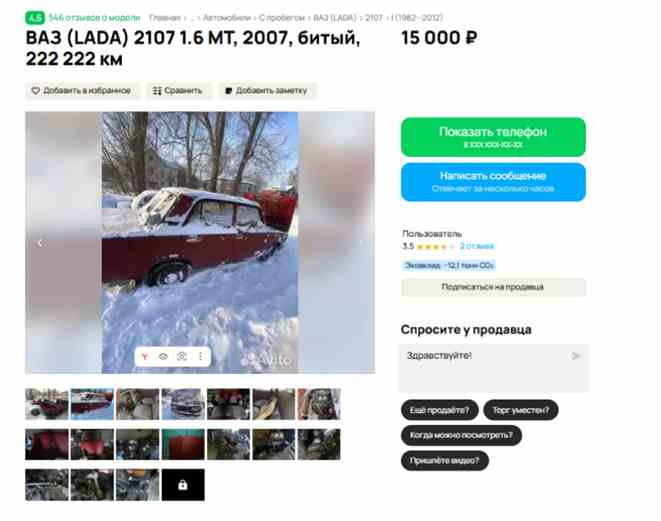 4,5 546 отзывов о модели Главная > ... > Автомобили > С пробегом > ВАЗ (LADA) > 2107 > I (1982—2012)
ВАЗ (LADA) 2107 1.6 MT, 2007, битый,
222 222 км
15 000 ₽
Добавить в избранное
Сравнить
Добавить заметку
Avito
Показать телефон
8 XXX XXX-XX-XX
Написать сообщение
Отвечает за несколько часов
Пользователь
3,5 2 отзыва
Эковклад: −12,1 тонн CO₂
Подписаться на продавца
Спросите у продавца
Здравствуйте!
Ещё продаёте?
Торг уместен?
Когда можно посмотреть?
Пришлёте видео?